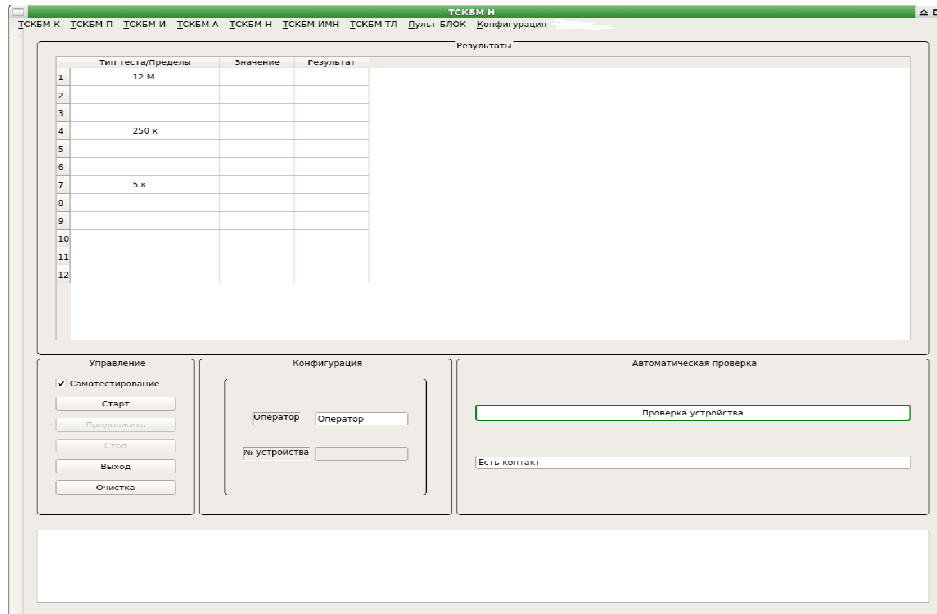 ТСКБМ Н
ТСКБМ К ТСКБМ П ТСКБМ И ТСКБМ А ТСКБМ Н ТСКБМ ИМН ТСКБМ ТЛ Пульт БЛОК Конфигурация
Результаты
Тип теста/Пределы Значение Результат
1 12 М
2
3
4 250 к
5
6
7 5 к
8
9
10
11
12
Управление Конфигурация Автоматическая проверка
Самотестирование
Старт
Продолжить
Стоп
Выход
Очистка
Оператор Оператор
№ устройства
Проверка устройства
Есть контакт